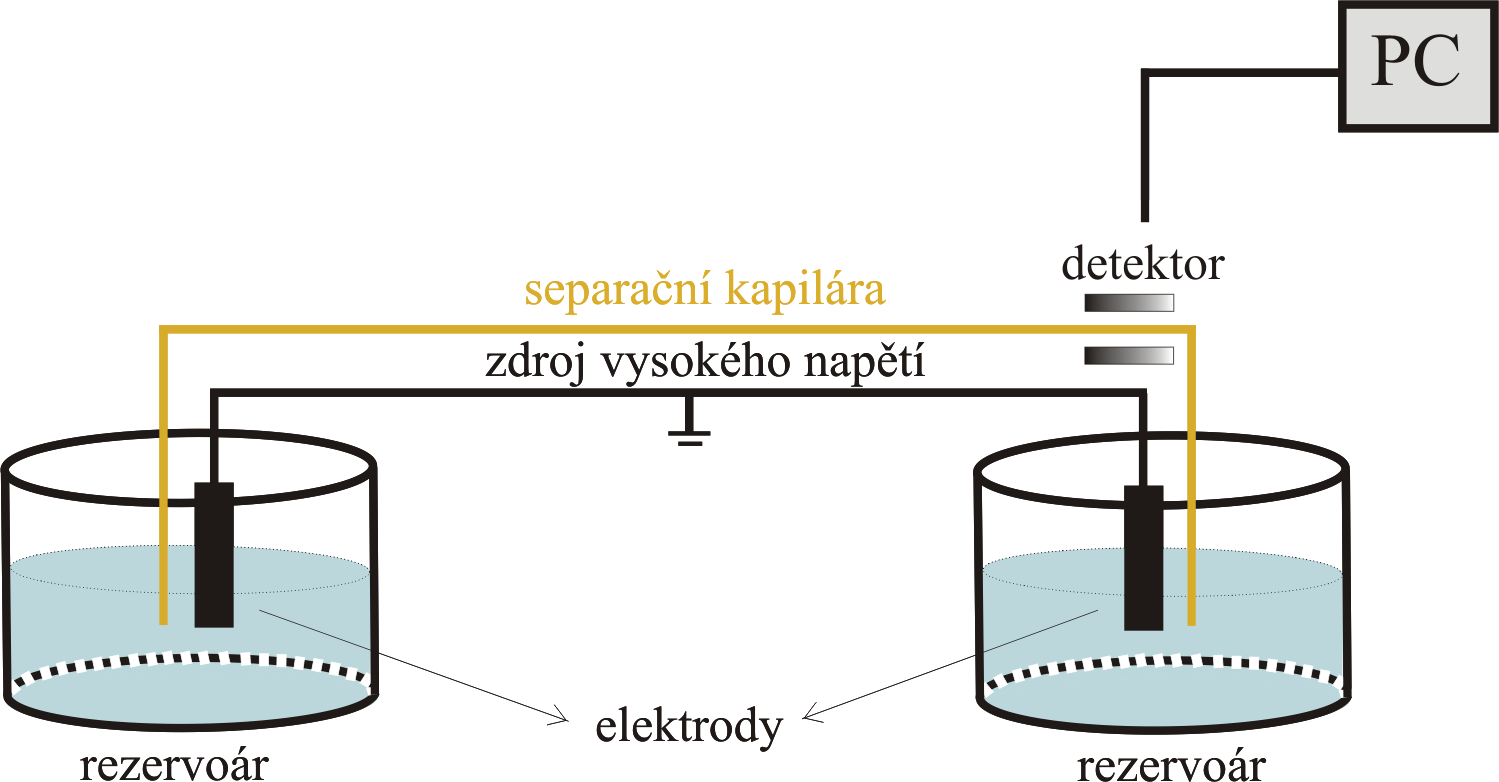 PC
detektor
separační kapilára
zdroj vysokého napětí
elektrody
rezervoár
rezervoár